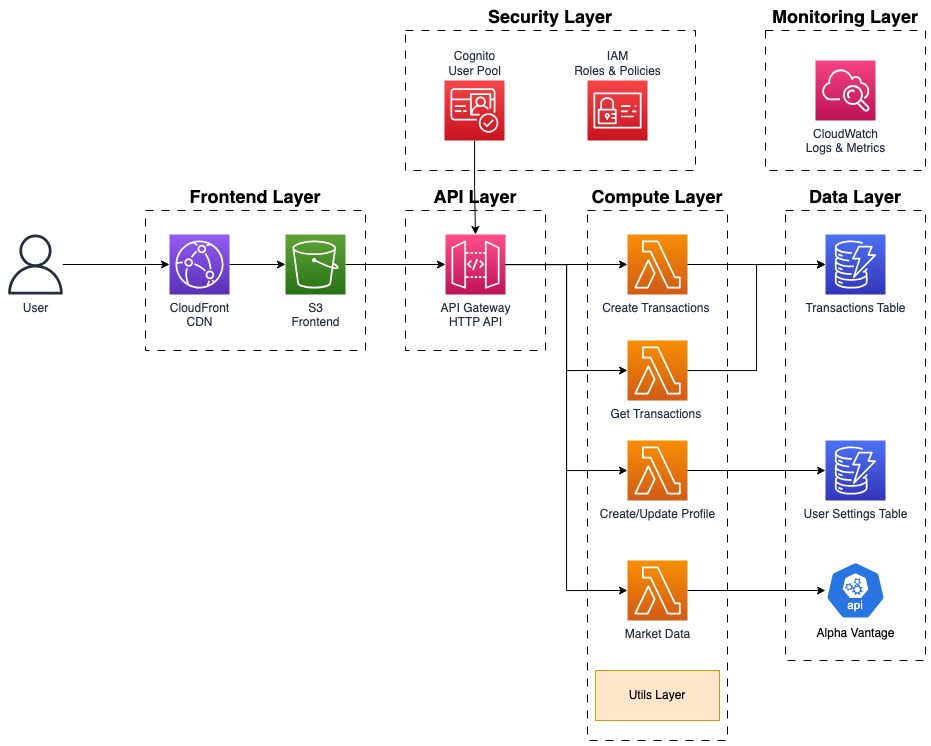 Security Layer
Monitoring Layer
Cognito
User Pool
IAM
Roles & Policies
CloudWatch
Logs & Metrics
Frontend Layer
API Layer
Compute Layer
Data Layer
User
CloudFront
CDN
S3
Frontend
API Gateway
HTTP API
Create Transactions
Transactions Table
Get Transactions
Create/Update Profile
User Settings Table
api
Market Data
Alpha Vantage
Utils Layer